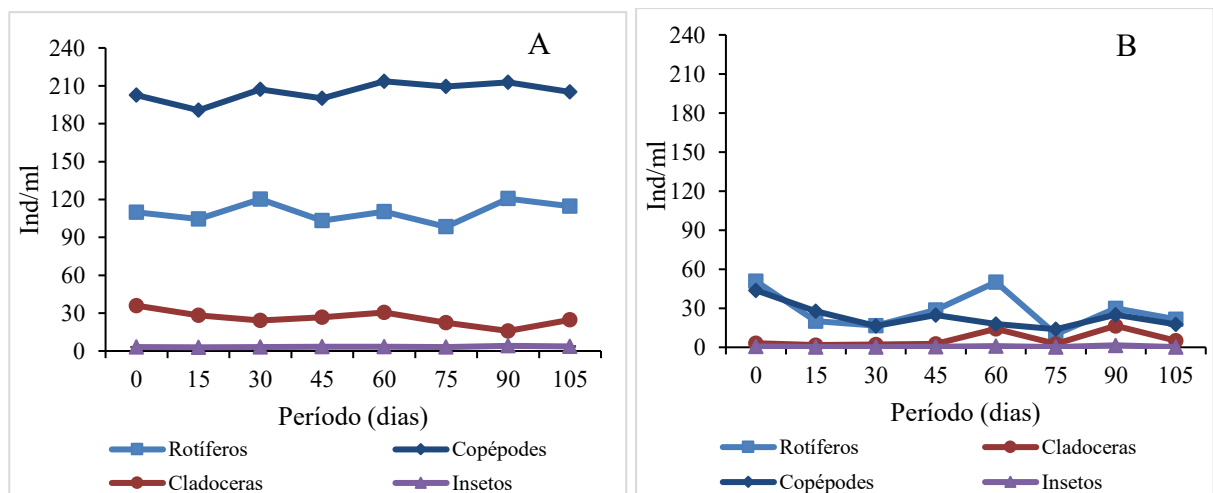 A
240
210
180
150
120
90
60
30
0
Ind/ml
0 15 30 45 60 75 90 105
Período (dias)
Rotíferos Copépodes
Cladoceras Insetos
B
240
210
180
150
120
90
60
30
0
Ind/ml
0 15 30 45 60 75 90 105
Período (dias)
Rotíferos Cladoceras
Copépodes Insetos